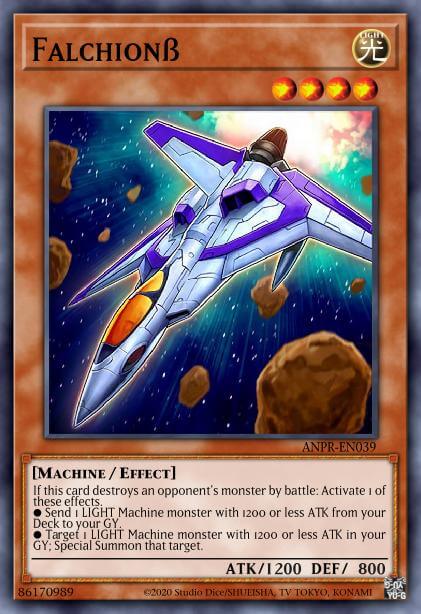 Falchionß
LIGHT
光
ANPR-EN039
[Machine / Effect]
If this card destroys an opponent's monster by battle: Activate 1 of
these effects.
● Send 1 LIGHT Machine monster with 1200 or less ATK from your
Deck to your GY.
● Target 1 LIGHT Machine monster with 1200 or less ATK in your
GY; Special Summon that target.
ATK/1200 DEF/ 800
86170989
©2020 Studio Dice/SHUEISHA, TV TOKYO, KONAMI